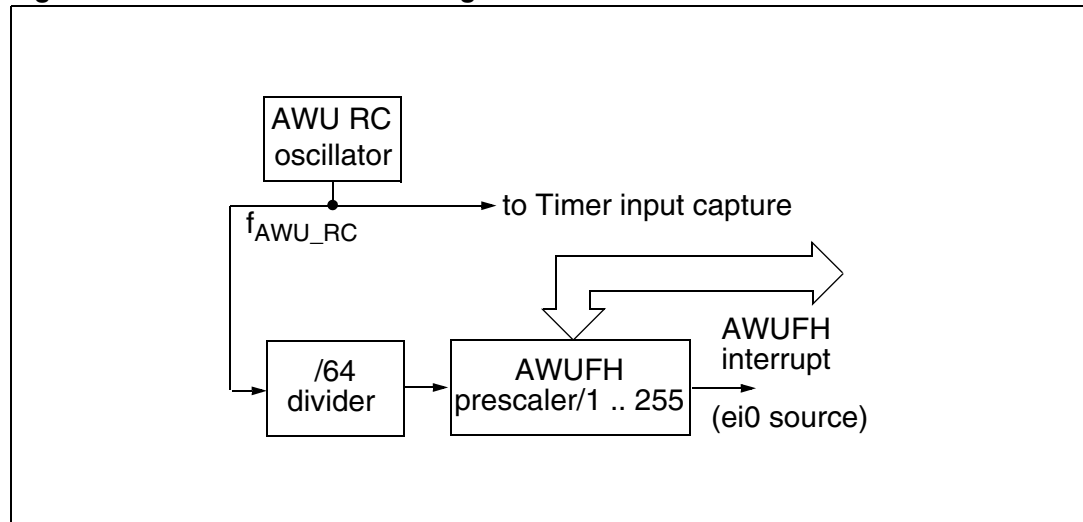 AWU RC
oscillator
to Timer input capture
fAWU_RC
AWUFH
interrupt
/64
divider
AWUFH
prescaler/1 .. 255
(ei0 source)